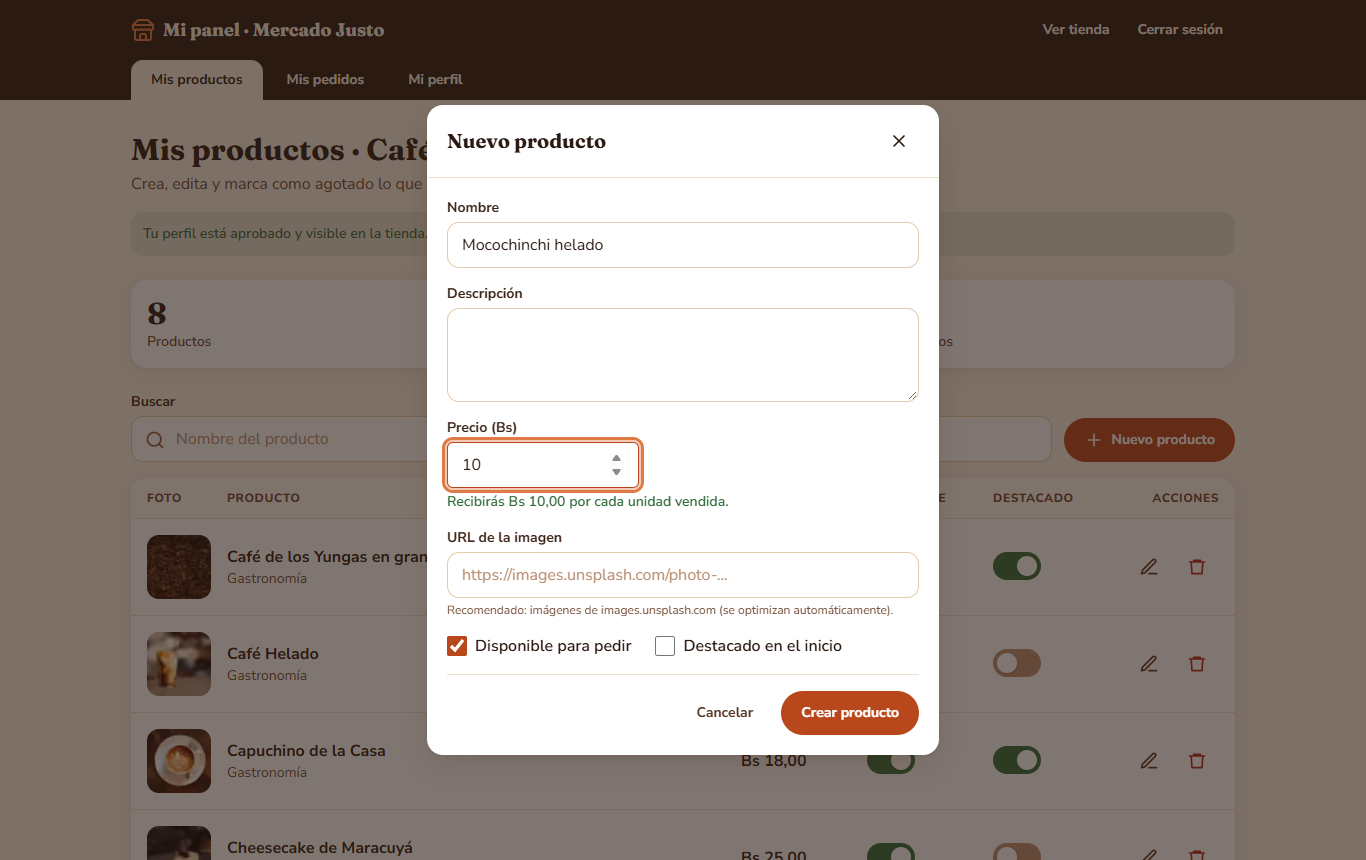 Mi panel · Mercado Justo
Ver tienda
Cerrar sesión
Mis productos
Mis pedidos
Mi perfil
Mis productos · Café
Crea, edita y marca como agotado lo que
Tu perfil está aprobado y visible en la tienda.
8
Productos
os
Buscar
Nombre del producto
Nuevo producto
FOTO
PRODUCTO
E
DESTACADO
ACCIONES
Café de los Yungas en gran
Gastronomía
Café Helado
Gastronomía
Capuchino de la Casa
Gastronomía
Bs 18,00
Cheesecake de Maracuyá
Bs 25,00
Nuevo producto
Nombre
Mocochinchi helado
Descripción
Precio (Bs)
10
Recibirás Bs 10,00 por cada unidad vendida.
URL de la imagen
https://images.unsplash.com/photo-...
Recomendado: imágenes de images.unsplash.com (se optimizan automáticamente).
Disponible para pedir
Destacado en el inicio
Cancelar
Crear producto